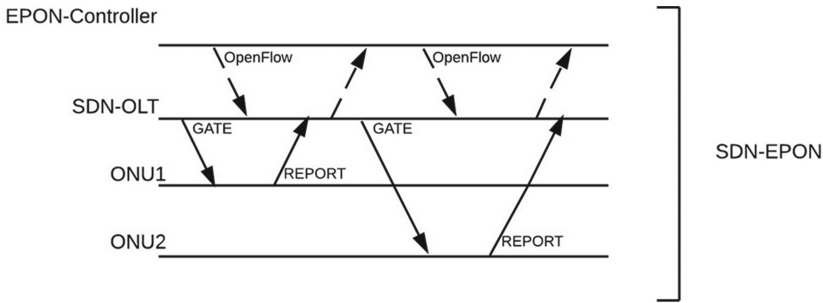 EPON-Controller
OpenFlow
OpenFlow
SDN-OLT
GATE
GATE
SDN-EPON
ONU1
REPORT
ONU2
REPORT